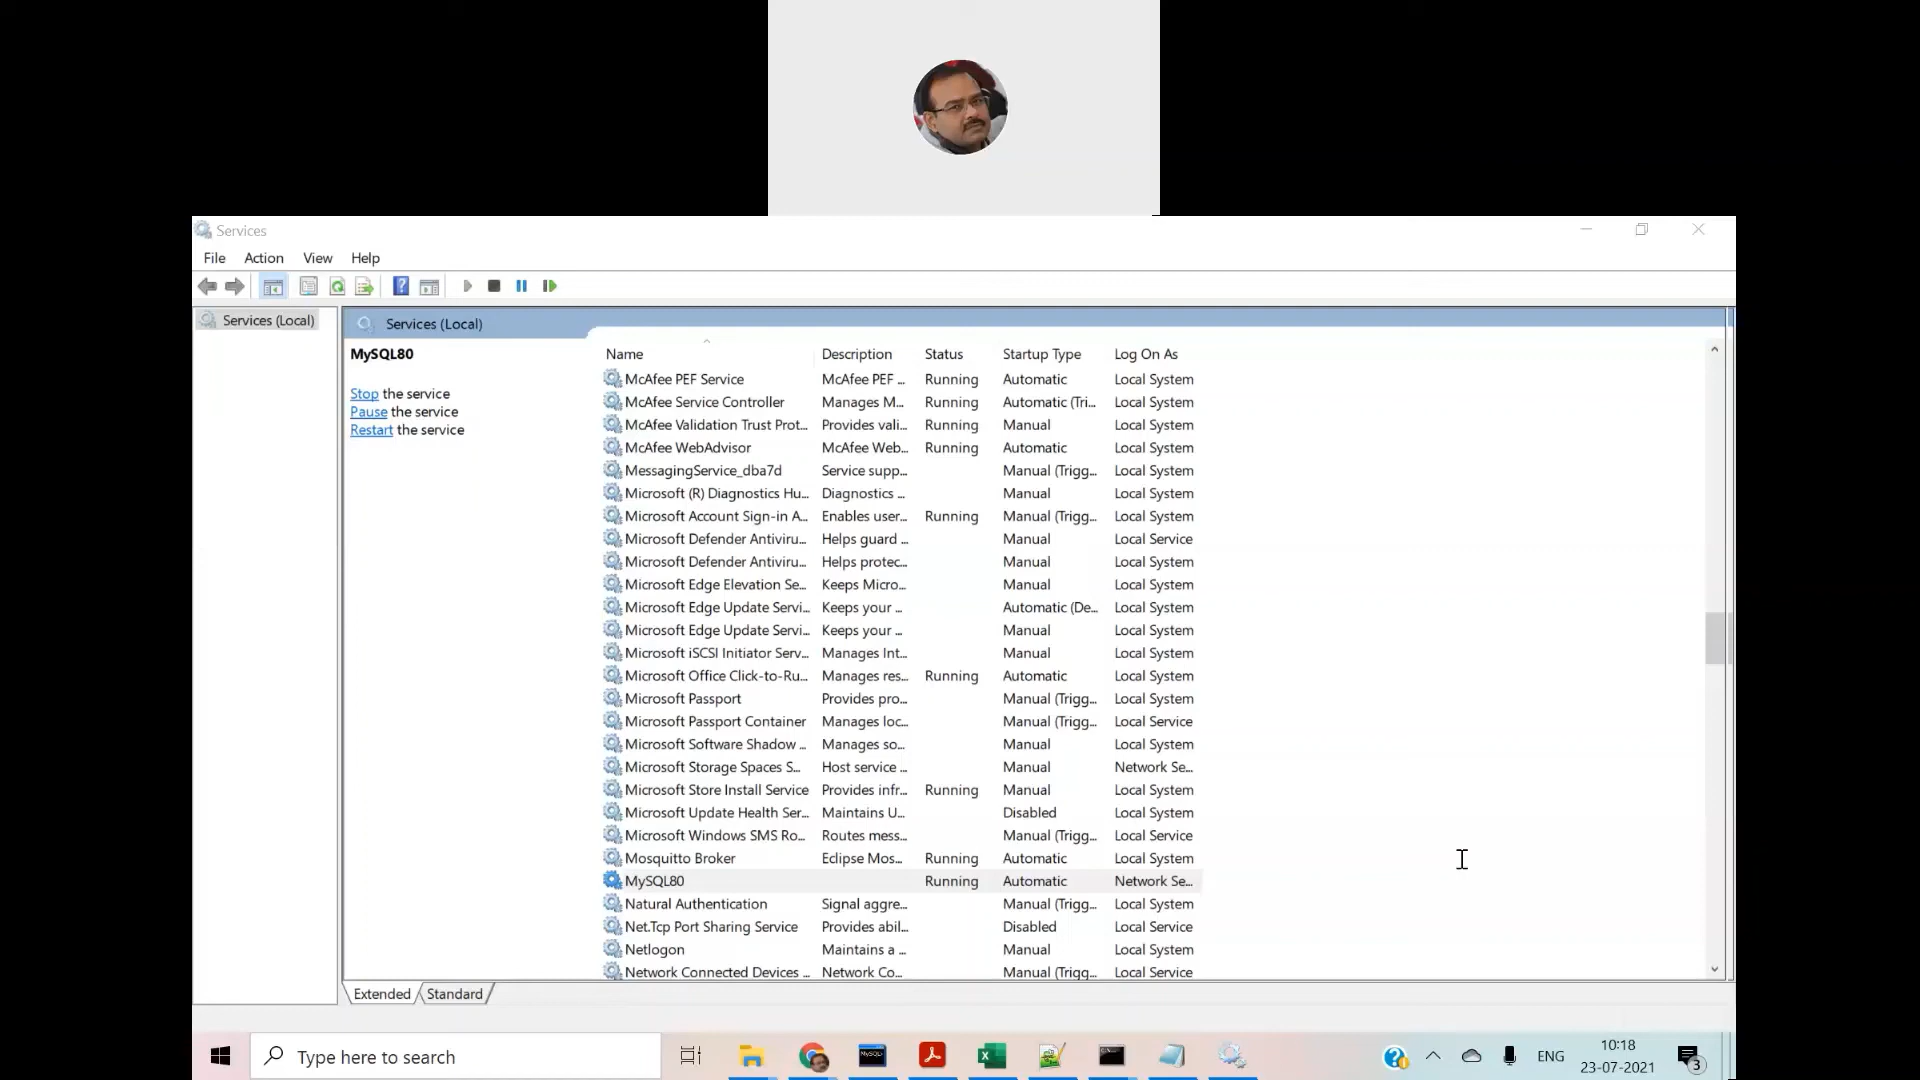 Services
File Action View Help
Services (Local)
Services (Local)
MySQL80
Stop the service
Pause the service
Restart the service
Name Description Status Startup Type Log On As
McAfee PEF Service McAfee PEF ... Running Automatic Local System
McAfee Service Controller Manages M... Running Automatic (Tri... Local System
McAfee Validation Trust Prot... Provides vali... Running Manual Local System
McAfee WebAdvisor McAfee Web... Running Automatic Local System
MessagingService_dba7d Service supp... Manual (Trigg... Local System
Microsoft (R) Diagnostics Hu... Diagnostics ... Manual Local System
Microsoft Account Sign-in A... Enables user... Running Manual (Trigg... Local System
Microsoft Defender Antiviru... Helps guard ... Manual Local Service
Microsoft Defender Antiviru... Helps protec... Manual Local System
Microsoft Edge Elevation Se... Keeps Micro... Manual Local System
Microsoft Edge Update Servi... Keeps your ... Automatic (De... Local System
Microsoft Edge Update Servi... Keeps your ... Manual Local System
Microsoft iSCSI Initiator Serv... Manages Int... Manual Local System
Microsoft Office Click-to-Ru... Manages res... Running Automatic Local System
Microsoft Passport Provides pro... Manual (Trigg... Local System
Microsoft Passport Container Manages loc... Manual (Trigg... Local Service
Microsoft Software Shadow ... Manages so... Manual Local System
Microsoft Storage Spaces S... Host service ... Manual Network Se...
Microsoft Store Install Service Provides infr... Running Manual Local System
Microsoft Update Health Ser... Maintains U... Disabled Local System
Microsoft Windows SMS Ro... Routes mess... Manual (Trigg... Local Service
Mosquitto Broker Eclipse Mos... Running Automatic Local System
MySQL80 Running Automatic Network Se...
Natural Authentication Signal aggre... Manual (Trigg... Local System
Net.Tcp Port Sharing Service Provides abil... Disabled Local Service
Netlogon Maintains a ... Manual Local System
Network Connected Devices ... Network Co... Manual (Trigg... Local Service
Extended Standard
Type here to search
MySQL
ENG
10:18
23-07-2021
3